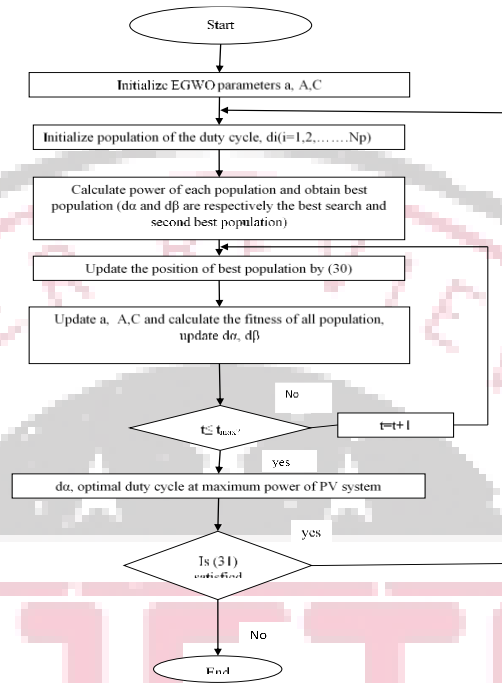 Start
Initialize EGWO parameters a, A,C
Initialize population of the duty cycle, di(i=1,2,…….Np)
Calculate power of each population and obtain best
population (dα and dβ are respectively the best search and
second best population)
Update the position of best population by (30)
Update a, A,C and calculate the fitness of all population,
update dα, dβ
No
t≤ tmax,
t=t+1
yes
dα, optimal duty cycle at maximum power of PV system
yes
Is (31)
satisfied
No
End